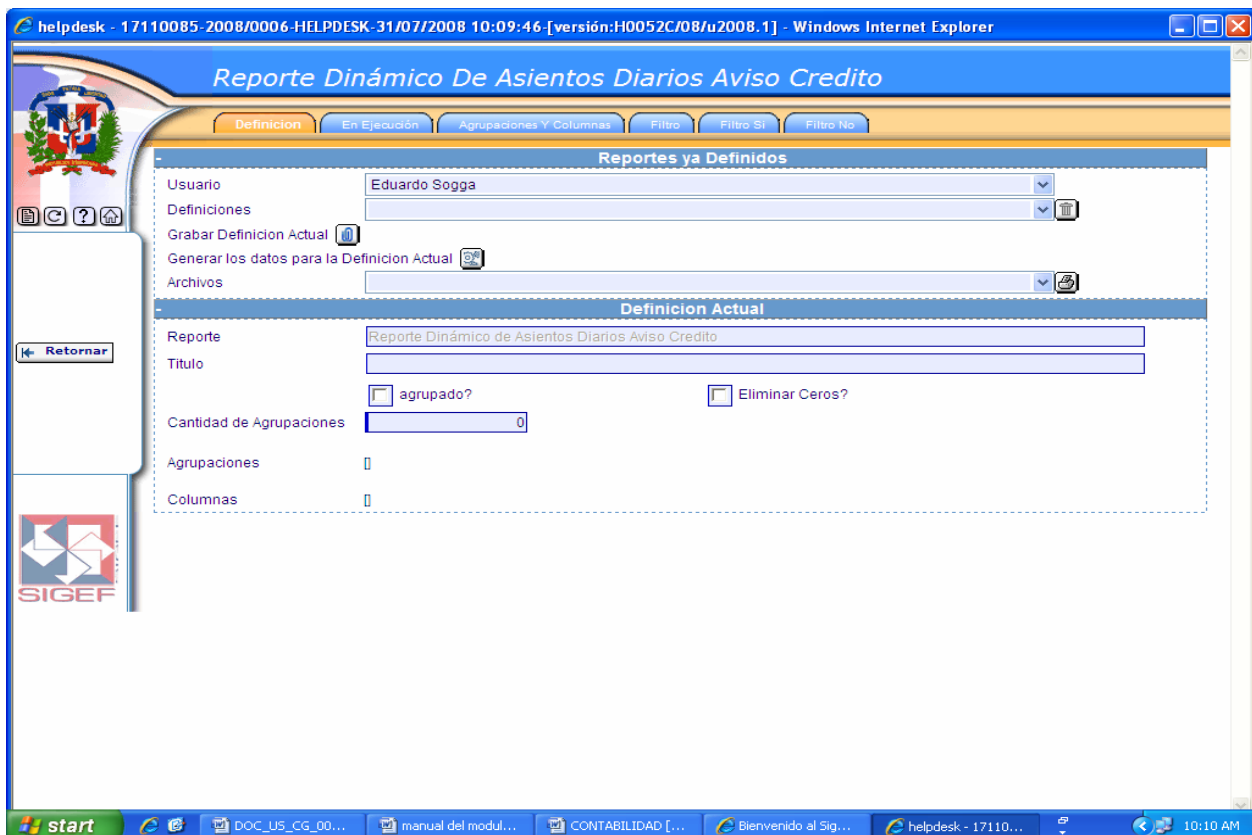 helpdesk - 17110085-2008/0006-HELPDESK-31/07/2008 10:09:46-[versión:H0052C/08/u2008.1] - Windows Internet Explorer
Reporte Dinámico De Asientos Diarios Aviso Credito
Definicion En Ejecución Agrupaciones Y Columnas Filtro Filtro Si Filtro No
- Reportes ya Definidos
Usuario Eduardo Sogga
Definiciones
Grabar Definicion Actual
Generar los datos para la Definicion Actual
Archivos
- Definicion Actual
Reporte Reporte Dinámico de Asientos Diarios Aviso Credito
Retornar
Titulo
agrupado? Eliminar Ceros?
Cantidad de Agrupaciones 0
Agrupaciones []
Columnas []
SIGEF
start DOC_US_CG_00... manual del modul... CONTABILIDAD [... Bienvenido al Sig... helpdesk - 17110... 10:10 AM